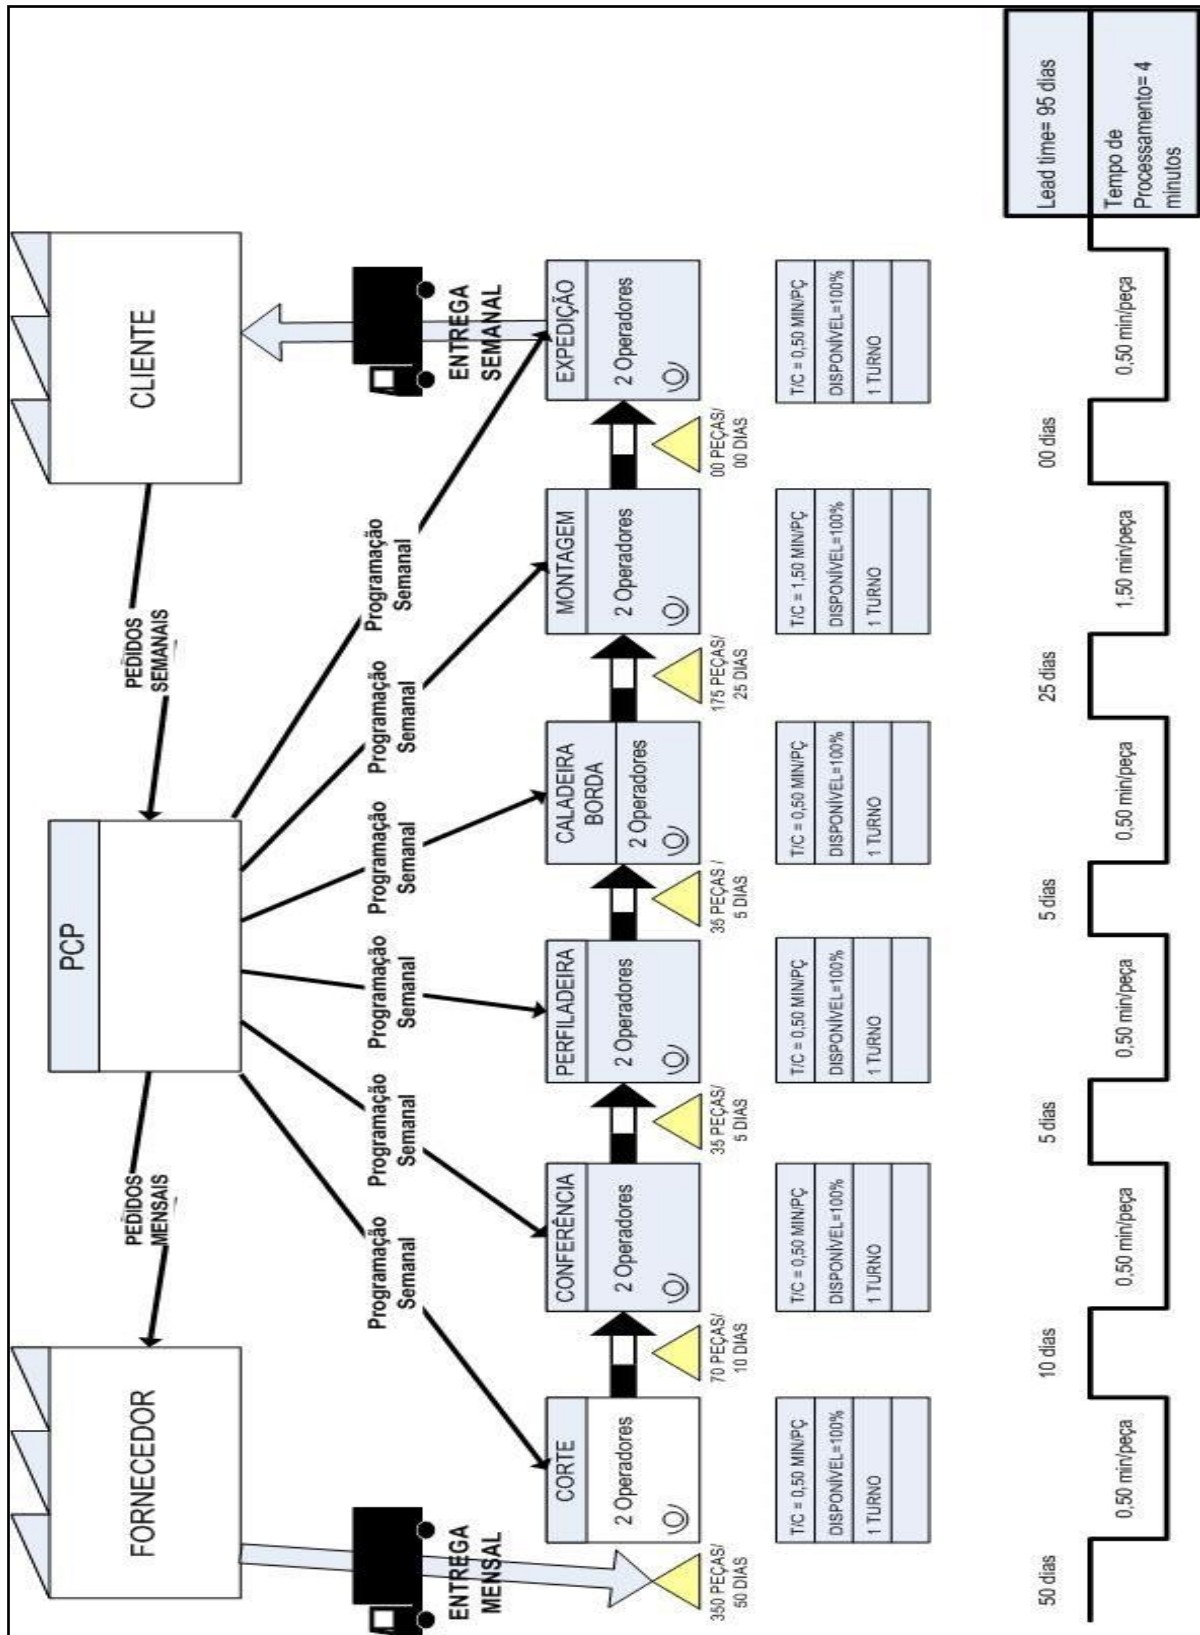 FORNECEDOR
PEDIDOS
MENSAIS
PCP
PEDIDOS
SEMANAIS
CLIENTE
ENTREGA
MENSAL
Programação
Semanal
Programação
Semanal
Programação
Semanal
Programação
Semanal
Programação
Semanal
Programação
Semanal
ENTREGA
SEMANAL
350 PEÇAS/
50 DIAS
CORTE
2 Operadores
70 PEÇAS/
10 DIAS
CONFERÊNCIA
2 Operadores
35 PEÇAS/
5 DIAS
PERFILADEIRA
2 Operadores
35 PEÇAS /
5 DIAS
CALADEIRA
BORDA
2 Operadores
175 PEÇAS/
25 DIAS
MONTAGEM
2 Operadores
00 PEÇAS/
00 DIAS
EXPEDIÇÃO
2 Operadores
T/C = 0,50 MIN/PÇ
DISPONÍVEL=100%
1 TURNO
T/C = 0,50 MIN/PÇ
DISPONÍVEL=100%
1 TURNO
T/C = 0,50 MIN/PÇ
DISPONÍVEL=100%
1 TURNO
T/C = 0,50 MIN/PÇ
DISPONÍVEL=100%
1 TURNO
T/C = 1,50 MIN/PÇ
DISPONÍVEL=100%
1 TURNO
T/C = 0,50 MIN/PÇ
DISPONÍVEL=100%
1 TURNO
50 dias
0,50 min/peça
10 dias
0,50 min/peça
5 dias
0,50 min/peça
5 dias
0,50 min/peça
25 dias
1,50 min/peça
00 dias
0,50 min/peça
Lead time= 95 dias
Tempo de
Processamento= 4
minutos